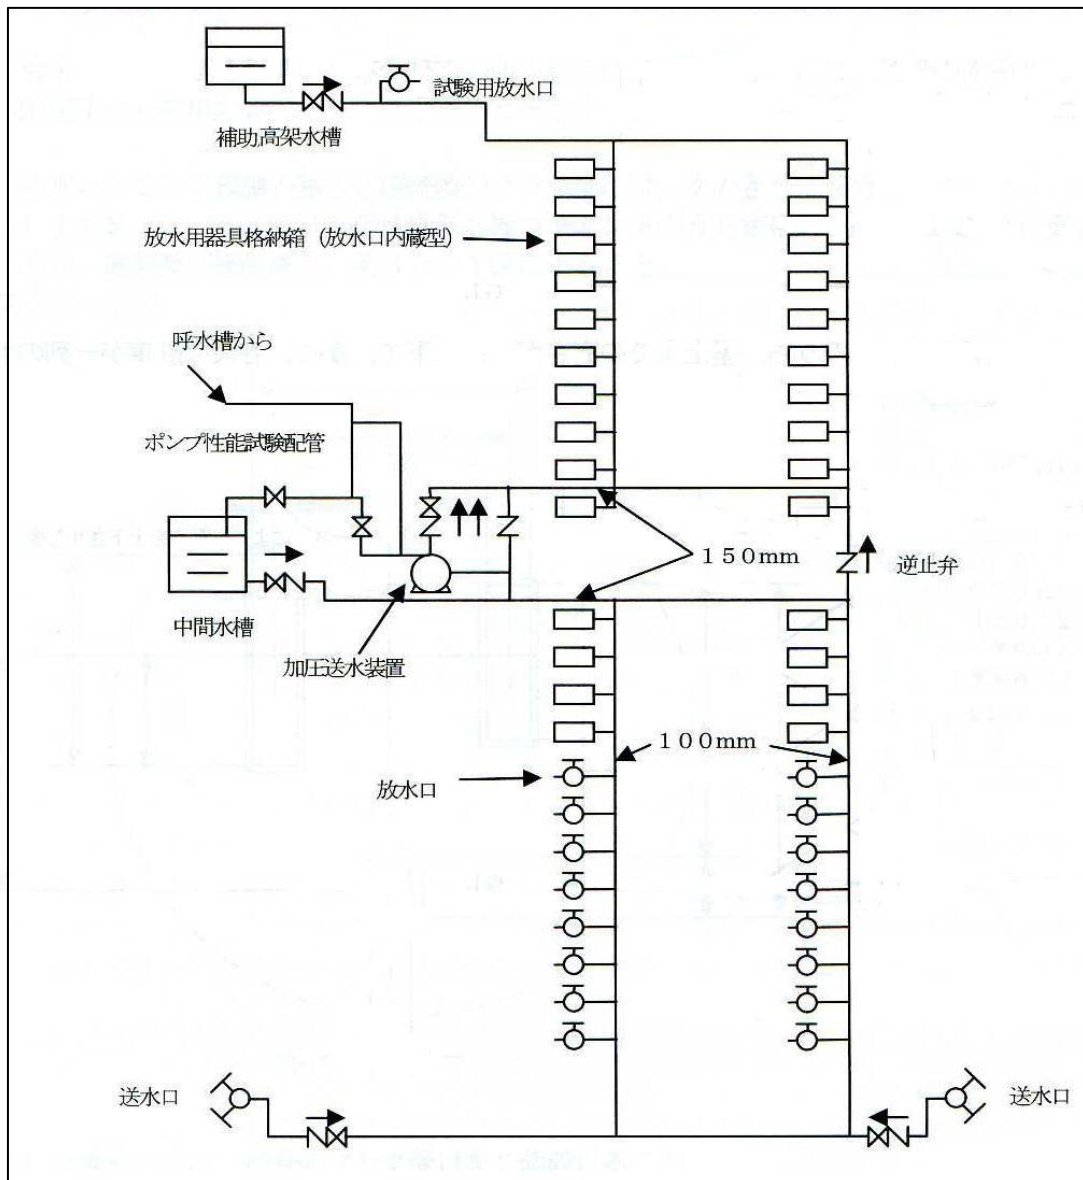 試験用放水口
補助高架水槽
放水用器具格納箱（放水口内蔵型）
呼水槽から
ポンプ性能試験配管
１５０mm
逆止弁
中間水槽
加圧送水装置
１００mm
放水口
送水口
送水口